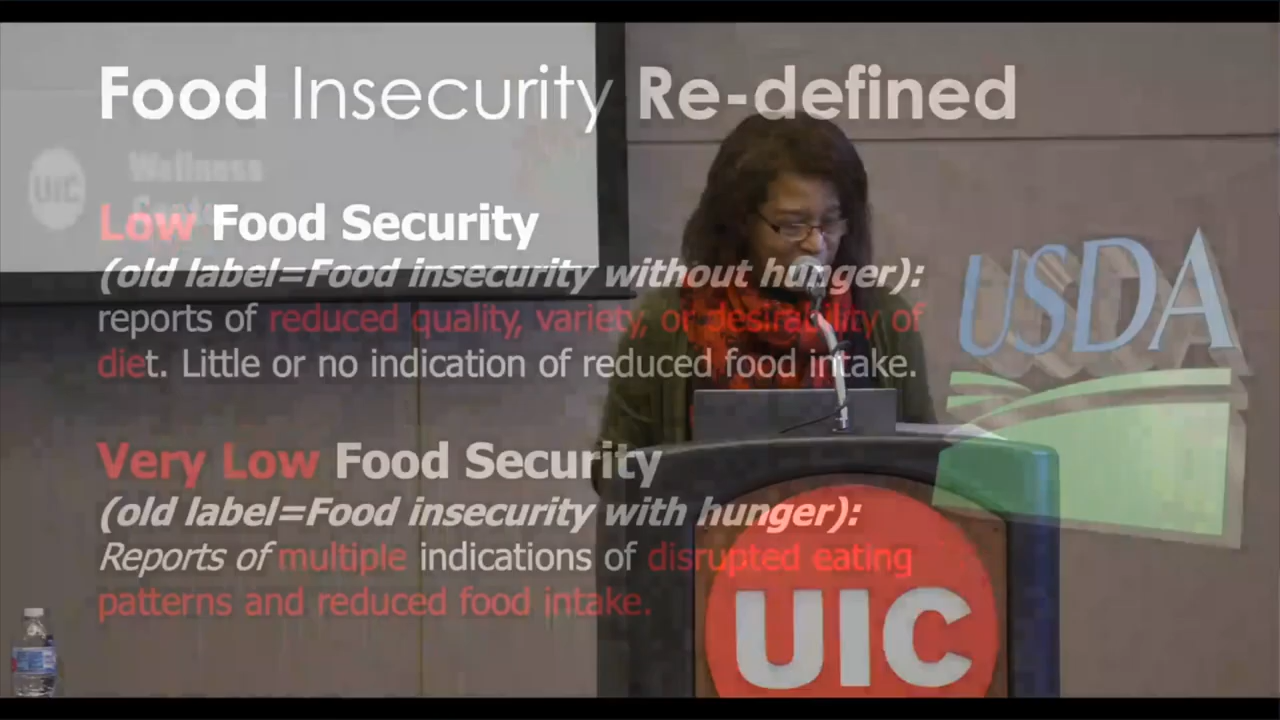 Food Insecurity Re-defined
UIC
Wellness
Low Food Security
(old label=Food insecurity without hunger):
reports of reduced quality, variety, or desirability of
diet. Little or no indication of reduced food intake.
USDA
Very Low Food Security
(old label=Food insecurity with hunger):
Reports of multiple indications of disrupted eating
patterns and reduced food intake.
UIC